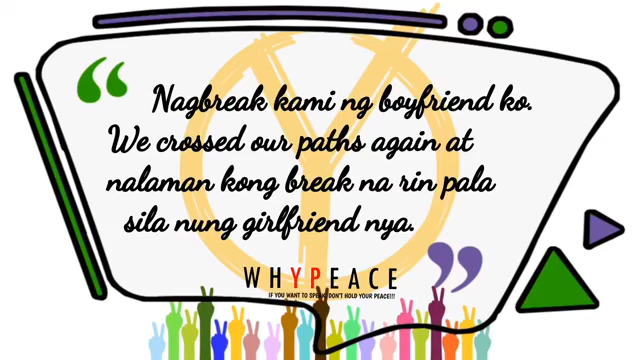 Nagbreak kami ng boyfriend ko.
We crossed our paths again at
nalaman kong break na rin pala
sila nung girlfriend nya.
WHYPEACE
IF YOU WANT TO SPEAK, DON'T HOLD YOUR PEACE!!!